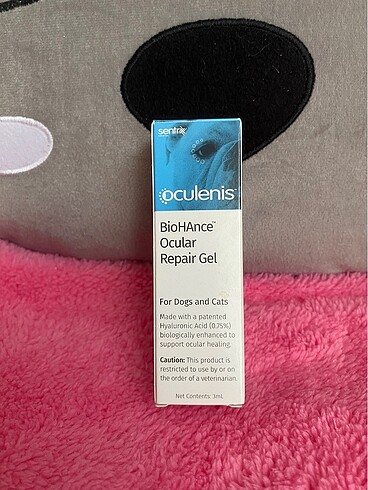 sentrx
oculenis
BioHAnce™
Ocular
Repair Gel
For Dogs and Cats
Made with a patented
Hyaluronic Acid (0.75%)
biologically enhanced to
support ocular healing.
Caution: This product is
restricted to use by or on
the order of a veterinarian.
Net Contents: 3mL